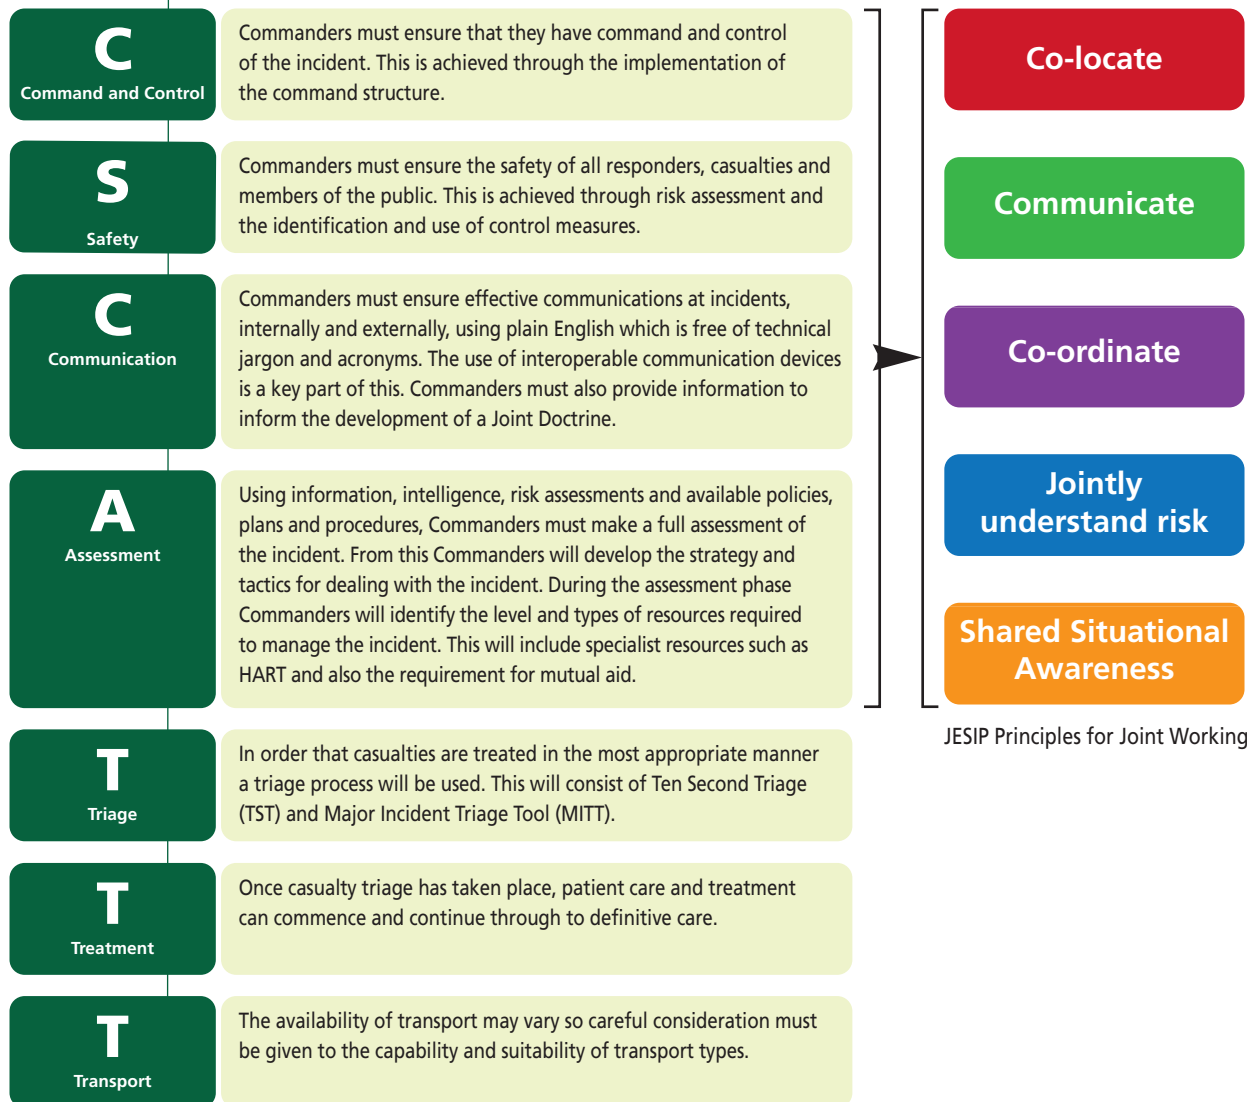 C
Command and Control
Commanders must ensure that they have command and control
of the incident. This is achieved through the implementation of
the command structure.
S
Safety
Commanders must ensure the safety of all responders, casualties and
members of the public. This is achieved through risk assessment and
the identification and use of control measures.
C
Communication
Commanders must ensure effective communications at incidents,
internally and externally, using plain English which is free of technical
jargon and acronyms. The use of interoperable communication devices
is a key part of this. Commanders must also provide information to
inform the development of a Joint Doctrine.
A
Assessment
Using information, intelligence, risk assessments and available policies,
plans and procedures, Commanders must make a full assessment of
the incident. From this Commanders will develop the strategy and
tactics for dealing with the incident. During the assessment phase
Commanders will identify the level and types of resources required
to manage the incident. This will include specialist resources such as
HART and also the requirement for mutual aid.
T
Triage
In order that casualties are treated in the most appropriate manner
a triage process will be used. This will consist of Ten Second Triage
(TST) and Major Incident Triage Tool (MITT).
T
Treatment
Once casualty triage has taken place, patient care and treatment
can commence and continue through to definitive care.
T
Transport
The availability of transport may vary so careful consideration must
be given to the capability and suitability of transport types.
Co-locate
Communicate
Co-ordinate
Jointly
understand risk
Shared Situational
Awareness
JESIP Principles for Joint Working